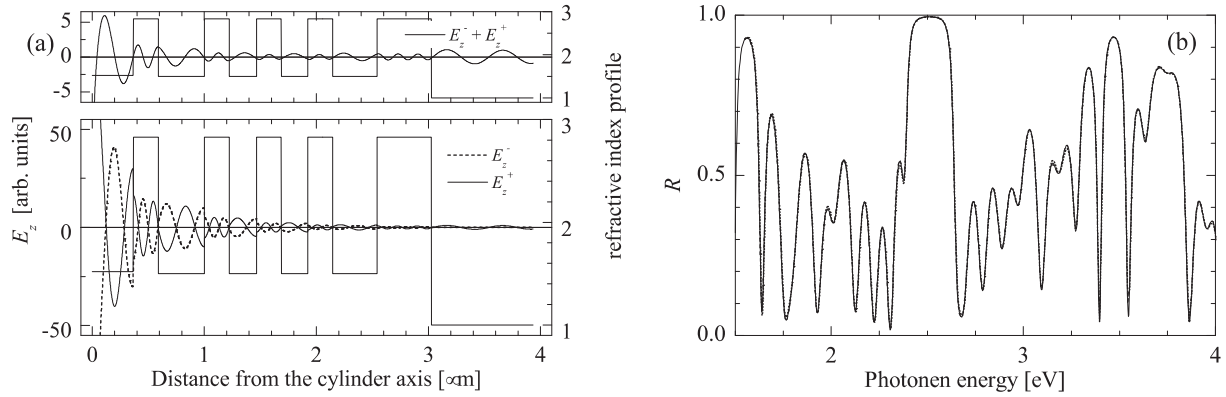 (a)
5
0
-5
3
2
1
E_z^- + E_z^+
50
0
-50
3
2
1
E_z^-
E_z^+
E_z [arb. units]
refractive index profile
0 1 2 3 4
Distance from the cylinder axis [∝m]
(b)
1.0
0.5
0.0
R
2 3 4
Photonen energy [eV]